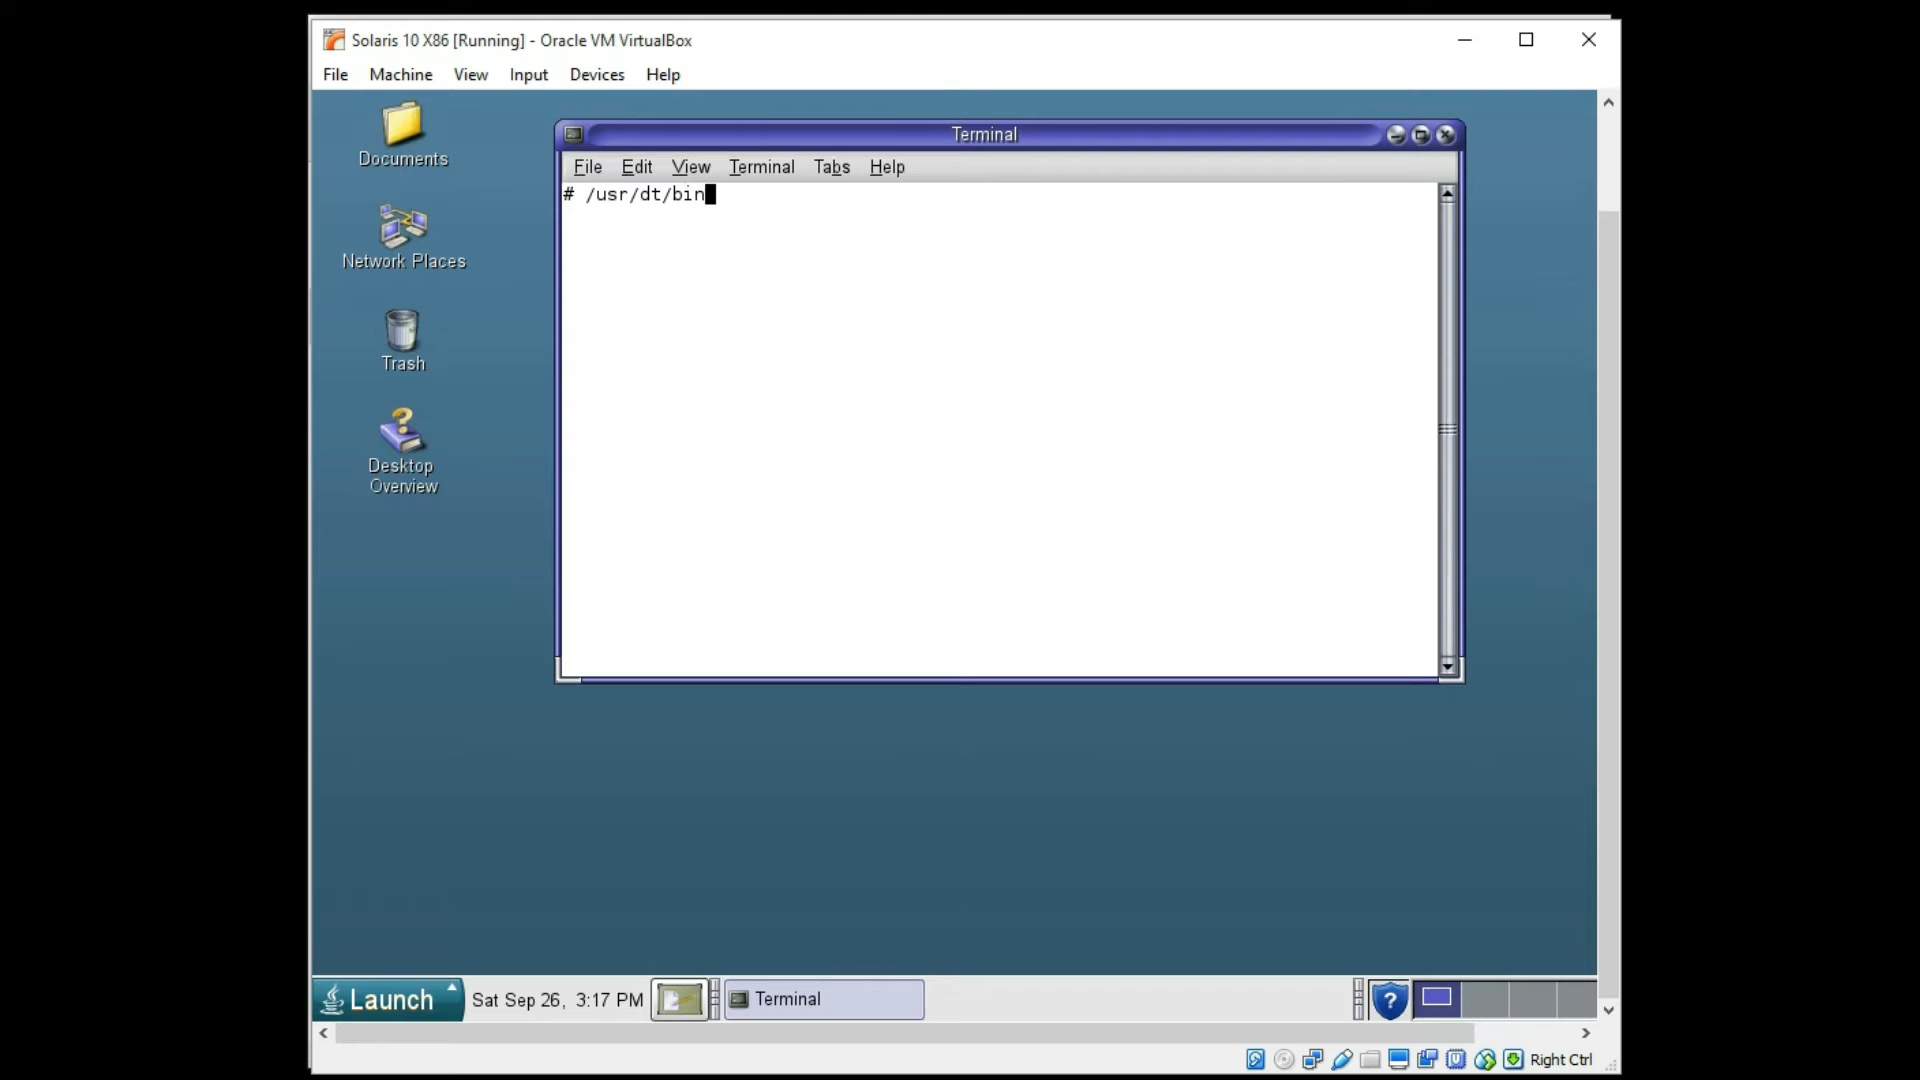 Solaris 10 X86 [Running] - Oracle VM VirtualBox
File Machine View Input Devices Help
Documents
Network Places
Trash
Desktop
Overview
Terminal
File Edit View Terminal Tabs Help
# /usr/dt/bin
Launch Sat Sep 26, 3:17 PM Terminal
Right Ctrl